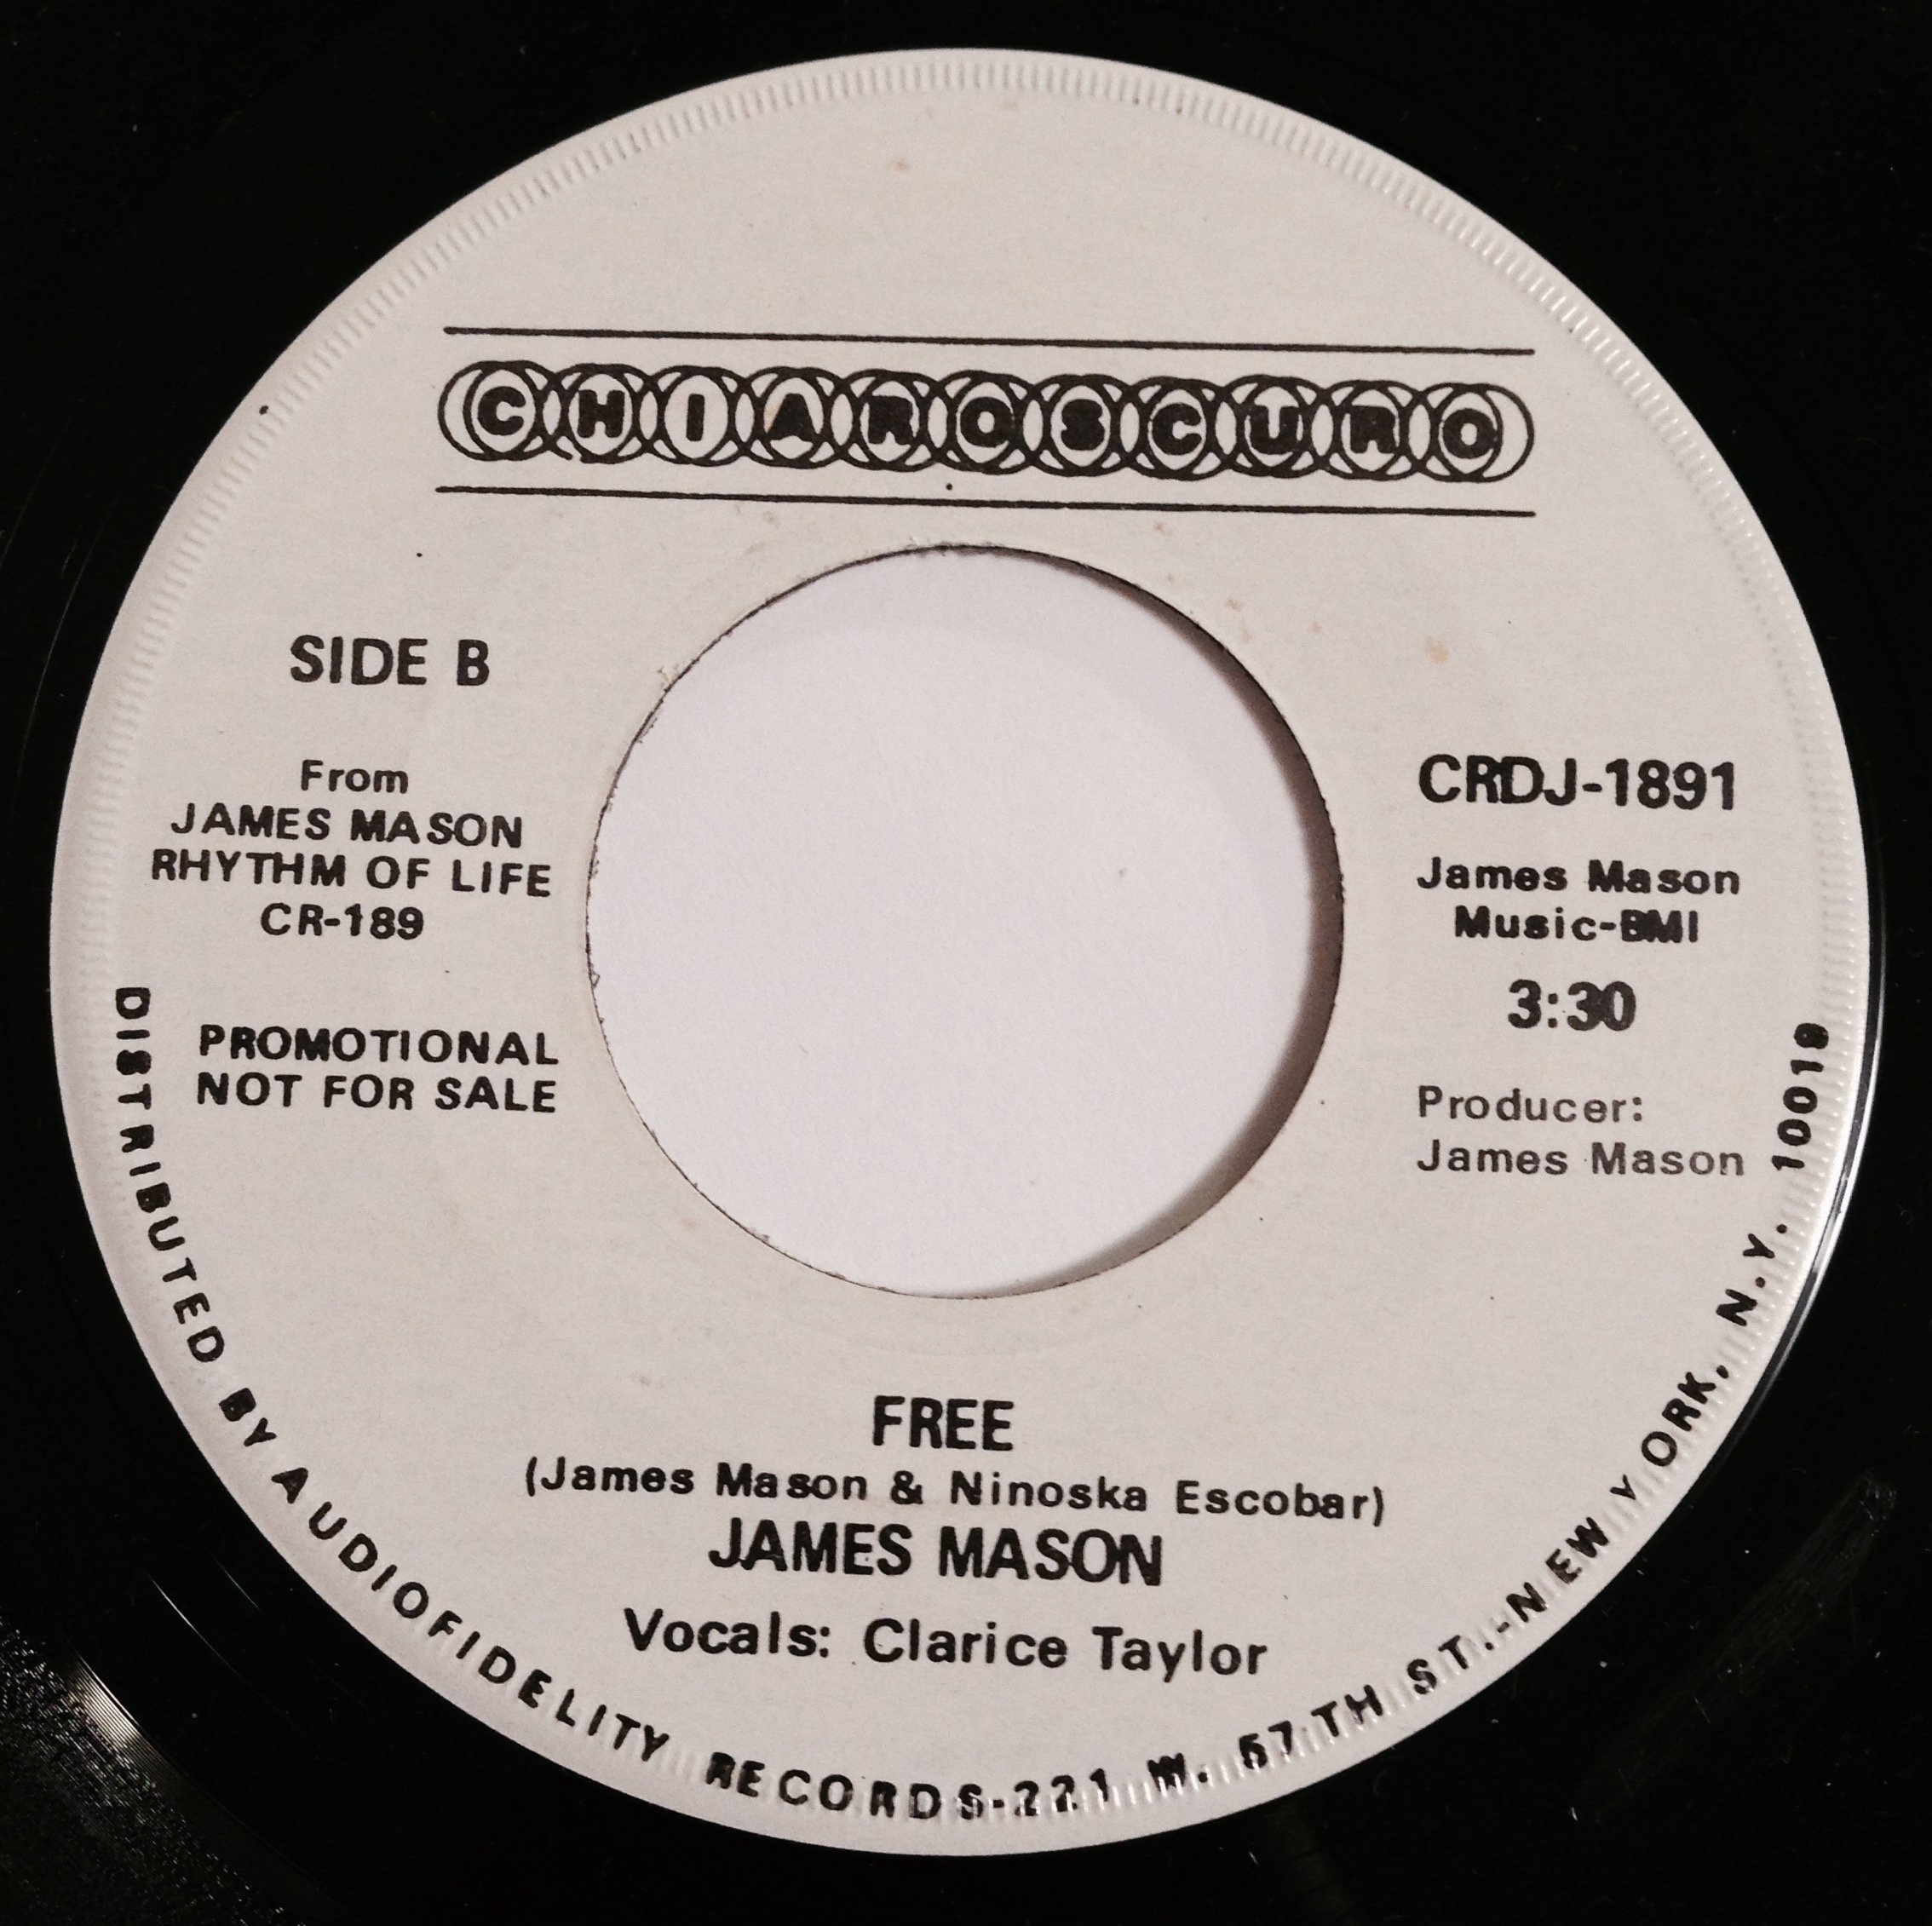 CHIAROSCURO
SIDE B
From
JAMES MASON
RHYTHM OF LIFE
CR-189
PROMOTIONAL
NOT FOR SALE
CRDJ-1891
James Mason
Music-BMI
3:30
Producer:
James Mason
FREE
(James Mason & Ninoska Escobar)
JAMES MASON
Vocals: Clarice Taylor
DISTRIBUTED BY AUDIOFIDELITY RECORDS-221 W. 57TH ST.-NEW YORK, N.Y. 10019